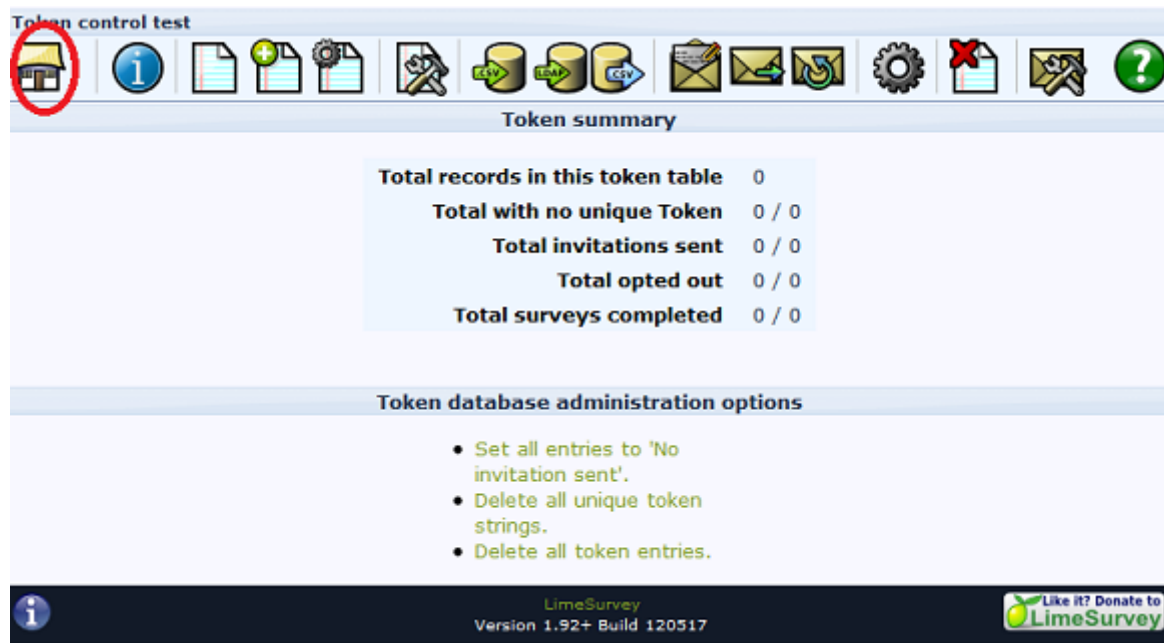 Token control test
CSV
LDAP
CSV
Token summary
Total records in this token table 0
Total with no unique Token 0 / 0
Total invitations sent 0 / 0
Total opted out 0 / 0
Total surveys completed 0 / 0
Token database administration options
• Set all entries to 'No
invitation sent'.
• Delete all unique token
strings.
• Delete all token entries.
LimeSurvey
Version 1.92+ Build 120517
Like it? Donate to
LimeSurvey